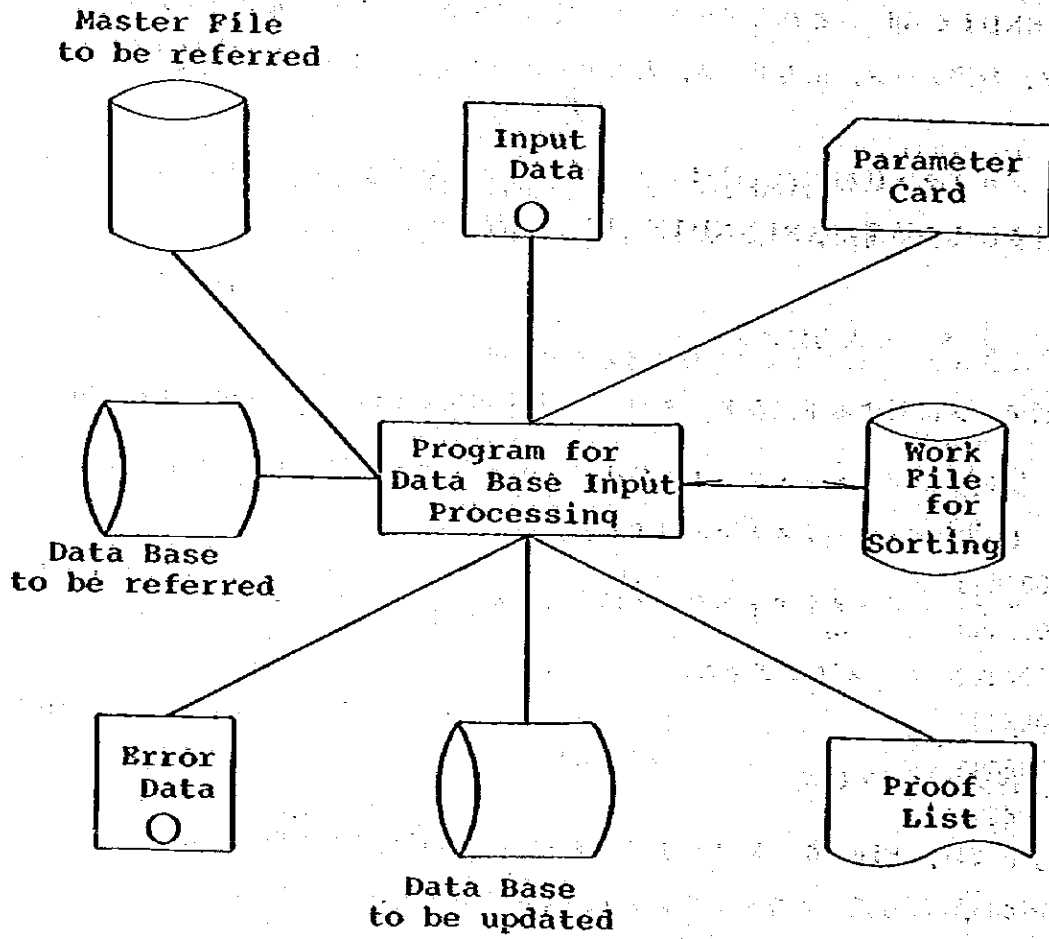 Master File
to be referred
Input
Data
Parameter
Card
Program for
Data Base Input
Processing
Work
File
for
Sorting
Data Base
to be referred
Error
Data
Data Base
to be updated
Proof
List